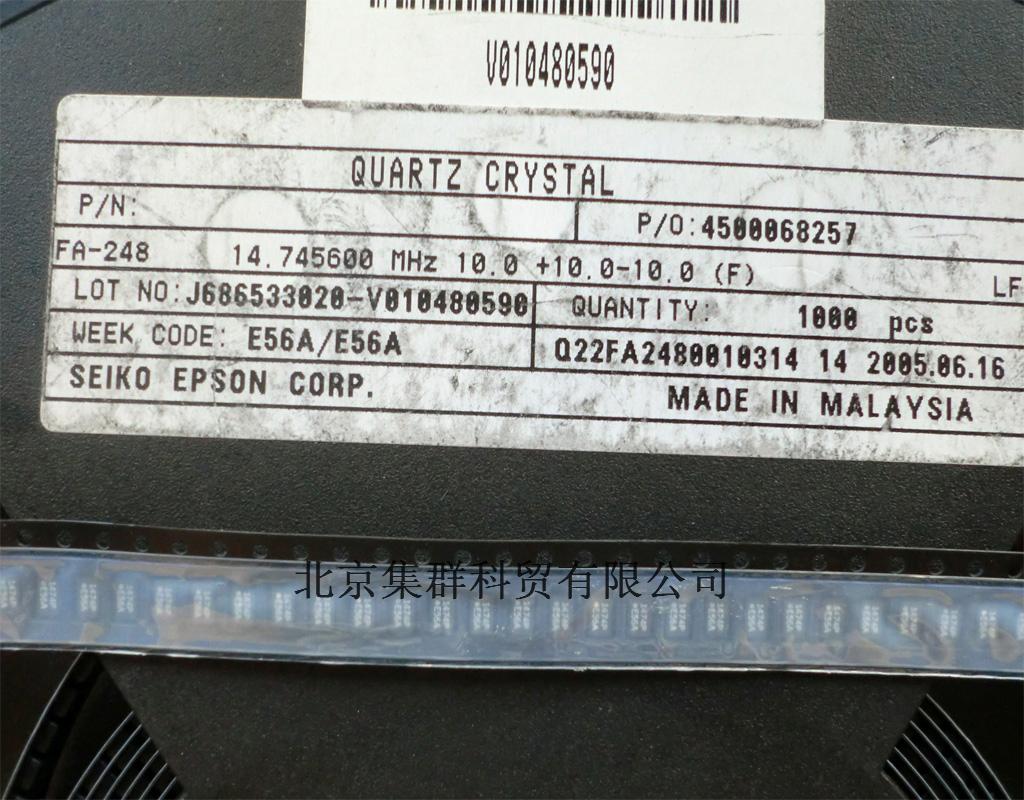 V010480590
QUARTZ CRYSTAL
P/N:
P/O:4500068257
FA-248 14.745600 MHz 10.0 +10.0-10.0 (F) LF
LOT NO:J686533020-V010480590
QUANTITY: 1000 pcs
WEEK CODE: E56A/E56A
Q22FA2480010314 14 2005.06.16
SEIKO EPSON CORP.
MADE IN MALAYSIA
北京集群科贸有限公司